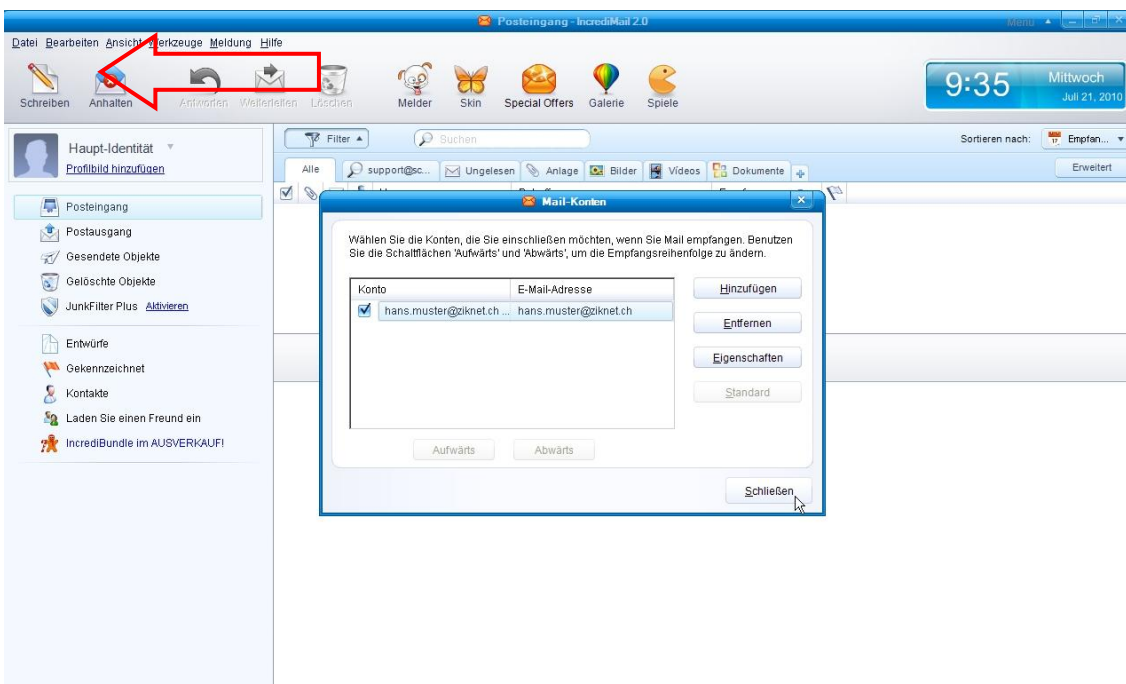 Posteingang - IncrediMail 2.0
Menu
Datei Bearbeiten Ansicht Werkzeuge Meldung Hilfe
Schreiben Anhalten Antworten Weiterleiten Löschen Melder Skin Special Offers Galerie Spiele
9:35 Mittwoch
Juli 21, 2010
Haupt-Identität
Profilbild hinzufügen
Filter Suchen Sortieren nach: 17 Empfan...
Alle support@sc... Ungelesen Anlage Bilder Vídeos Dokumente Erweitert
Posteingang
Postausgang
Gesendete Objekte
Gelöschte Objekte
JunkFilter Plus Aktivieren
Entwürfe
Gekennzeichnet
Kontakte
Laden Sie einen Freund ein
IncrediBundle im AUSVERKAUF!
Mail-Konten
Wählen Sie die Konten, die Sie einschließen möchten, wenn Sie Mail empfangen. Benutzen
Sie die Schaltflächen 'Aufwärts' und 'Abwärts', um die Empfangsreihenfolge zu ändern.
Konto E-Mail-Adresse
hans.muster@ziknet.ch ... hans.muster@ziknet.ch
Hinzufügen
Entfernen
Eigenschaften
Standard
Aufwärts Abwärts
Schließen